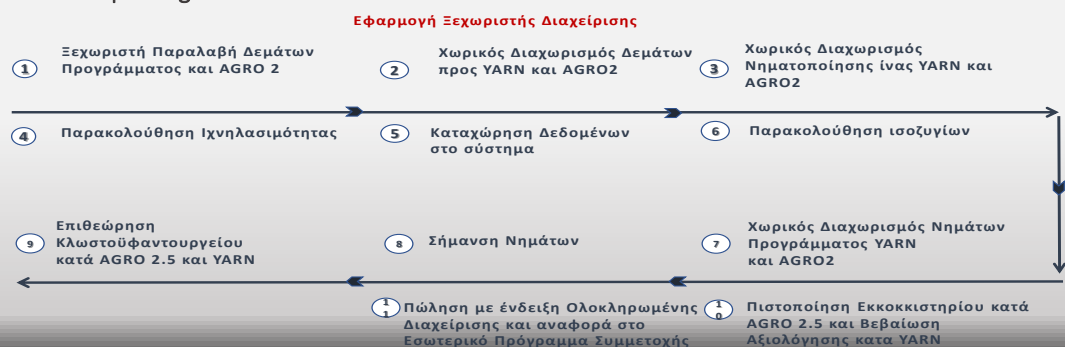 Εφαρμογή Ξεχωριστής Διαχείρισης
1
Ξεχωριστή Παραλαβή Δεμάτων
Προγράμματος και AGRO 2
2
Χωρικός Διαχωρισμός Δεμάτων
προς YARN και AGRO2
3
Χωρικός Διαχωρισμός
Νηματοποίησης ίνας YARN και
AGRO2
4
Παρακολούθηση Ιχνηλασιμότητας
5
Καταχώρηση Δεδομένων
στο σύστημα
6
Παρακολούθηση ισοζυγίων
9
Επιθεώρηση
Κλωστοϋφαντουργείου
κατά AGRO 2.5 και YARN
8
Σήμανση Νημάτων
7
Χωρικός Διαχωρισμός Νημάτων
Προγράμματος YARN
και AGRO2
11
Πώληση με ένδειξη Ολοκληρωμένης
Διαχείρισης και αναφορά στο
Εσωτερικό Πρόγραμμα Συμμετοχής
10
Πιστοποίηση Εκκοκκιστηρίου κατά
AGRO 2.5 και Βεβαίωση
Αξιολόγησης κατα YARN